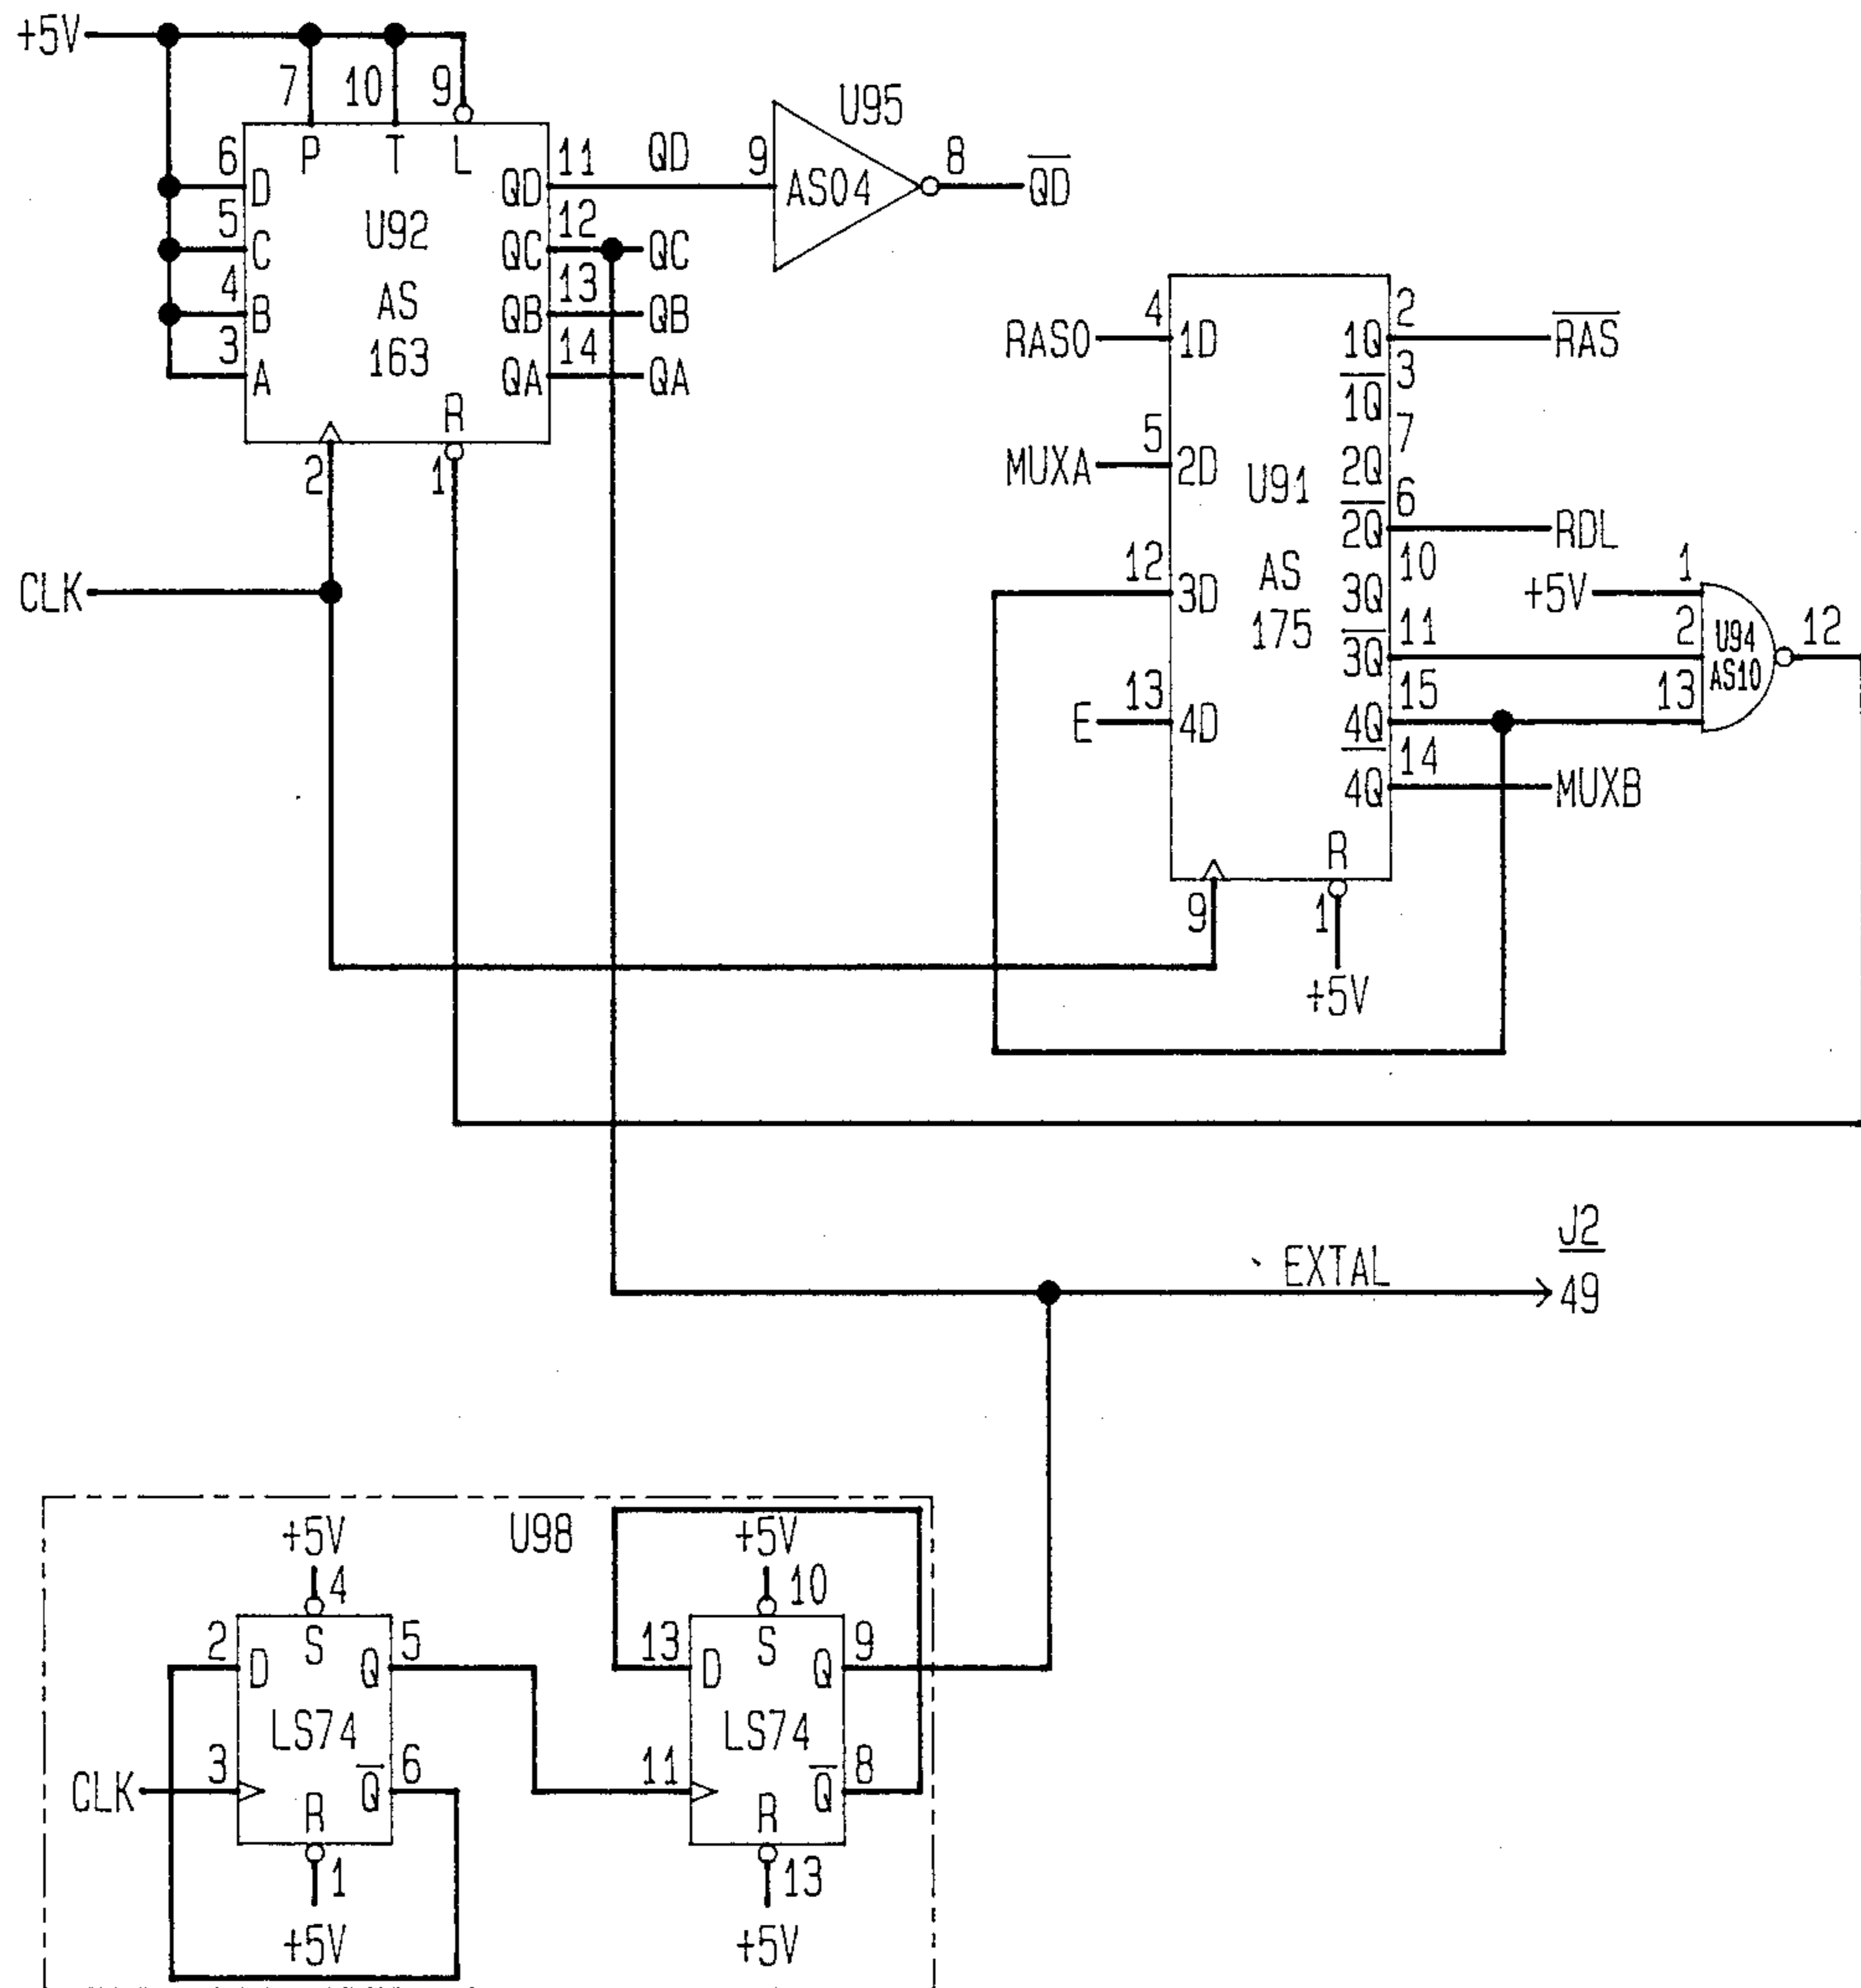 +5V
7
10
9
P
T
L
6
D
5
C
4
B
3
A
U92
AS
163
QD
11
QC
12
QB
13
QA
14
R
2
1
QD
QC
QB
QA
U95
9
AS04
8
QD
CLK
RAS0
4
1D
MUXA
5
2D
12
3D
E
13
4D
U91
AS
175
1Q
2
RAS
1Q
3
2Q
7
2Q
6
RDL
3Q
10
3Q
11
4Q
15
4Q
14
MUXB
R
9
1
+5V
+5V
1
2
13
U94
AS10
12
EXTAL
J2
49
U98
+5V
4
2
D
S
Q
5
LS74
CLK
3
R
Q
6
1
+5V
+5V
10
13
D
S
Q
9
LS74
11
R
Q
8
13
+5V